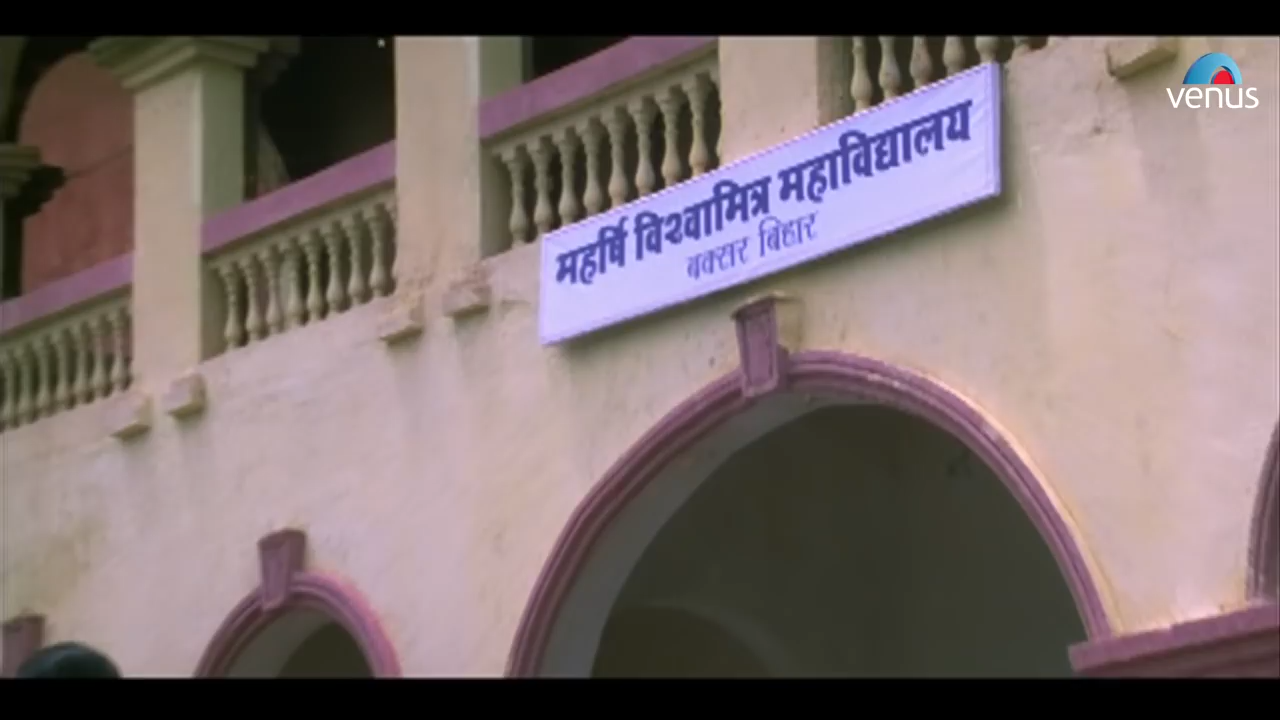 venus
महर्षि विश्वामित्र महाविद्यालय
बक्सर बिहार